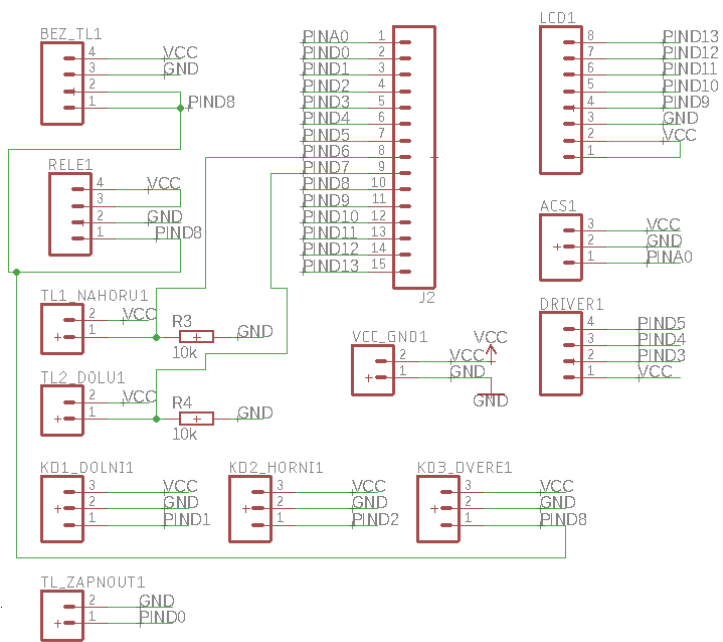 BEZ_TL1
4 VCC
3 GND
2
1 PIND8
RELE1
4 VCC
3
2 GND
1 PIND8
TL1_NAHORU1
2 VCC
1
R3
10k
GND
TL2_DOLU1
2 VCC
1
R4
10k
GND
PINA0 1
PIND0 2
PIND1 3
PIND2 4
PIND3 5
PIND4 6
PIND5 7
PIND6 8
PIND7 9
PIND8 10
PIND9 11
PIND10 12
PIND11 13
PIND12 14
PIND13 15
J2
VCC_GND1
2 VCC
1 GND
VCC
GND
LCD1
8 PIND13
7 PIND12
6 PIND11
5 PIND10
4 PIND9
3 GND
2 VCC
1
ACS1
3 VCC
2 GND
1 PINA0
DRIVER1
4 PIND5
3 PIND4
2 PIND3
1 VCC
KD1_DOLNI1
3 VCC
2 GND
1 PIND1
KD2_HORNI1
3 VCC
2 GND
1 PIND2
KD3_DVERE1
3 VCC
2 GND
1 PIND8
TL_ZAPNOUT1
2 GND
1 PIND0